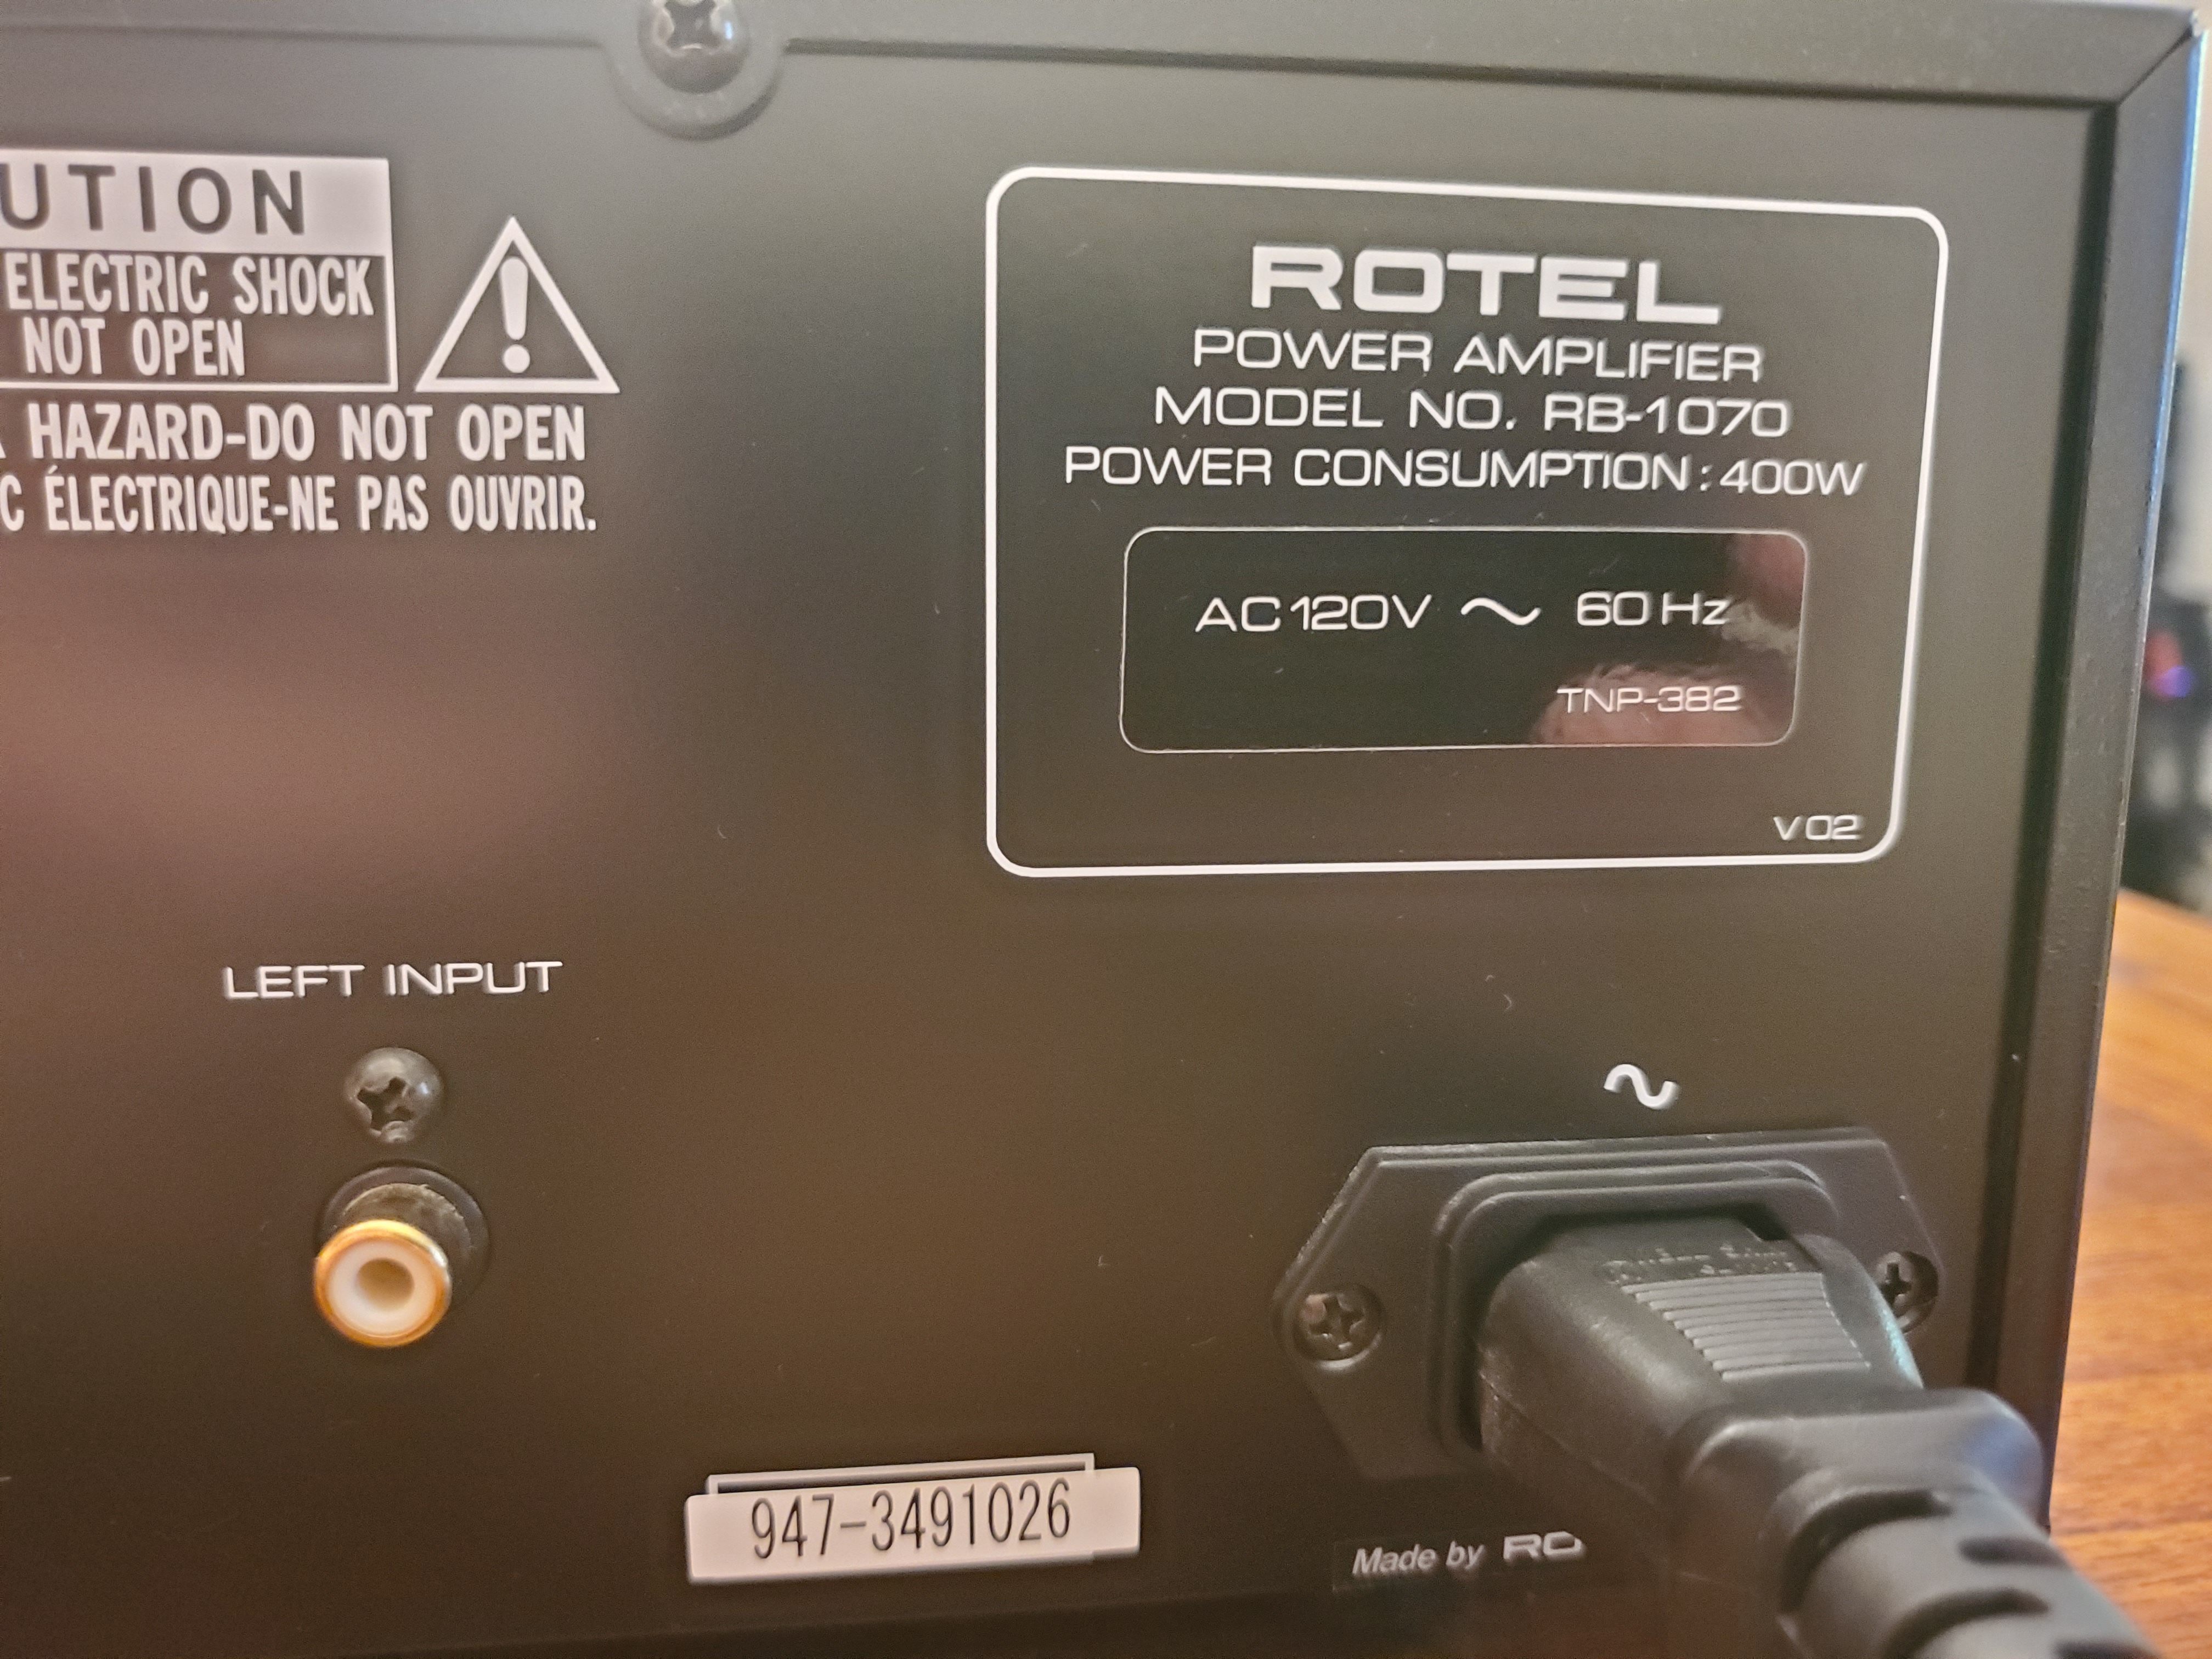 UTION
ELECTRIC SHOCK
NOT OPEN
HAZARD-DO NOT OPEN
C ÉLECTRIQUE-NE PAS OUVRIR.
ROTEL
POWER AMPLIFIER
MODEL NO. RB-1070
POWER CONSUMPTION: 400W
AC 120V ~ 60 Hz
TNP-382
V02
LEFT INPUT
~
947-3491026
Made by RO